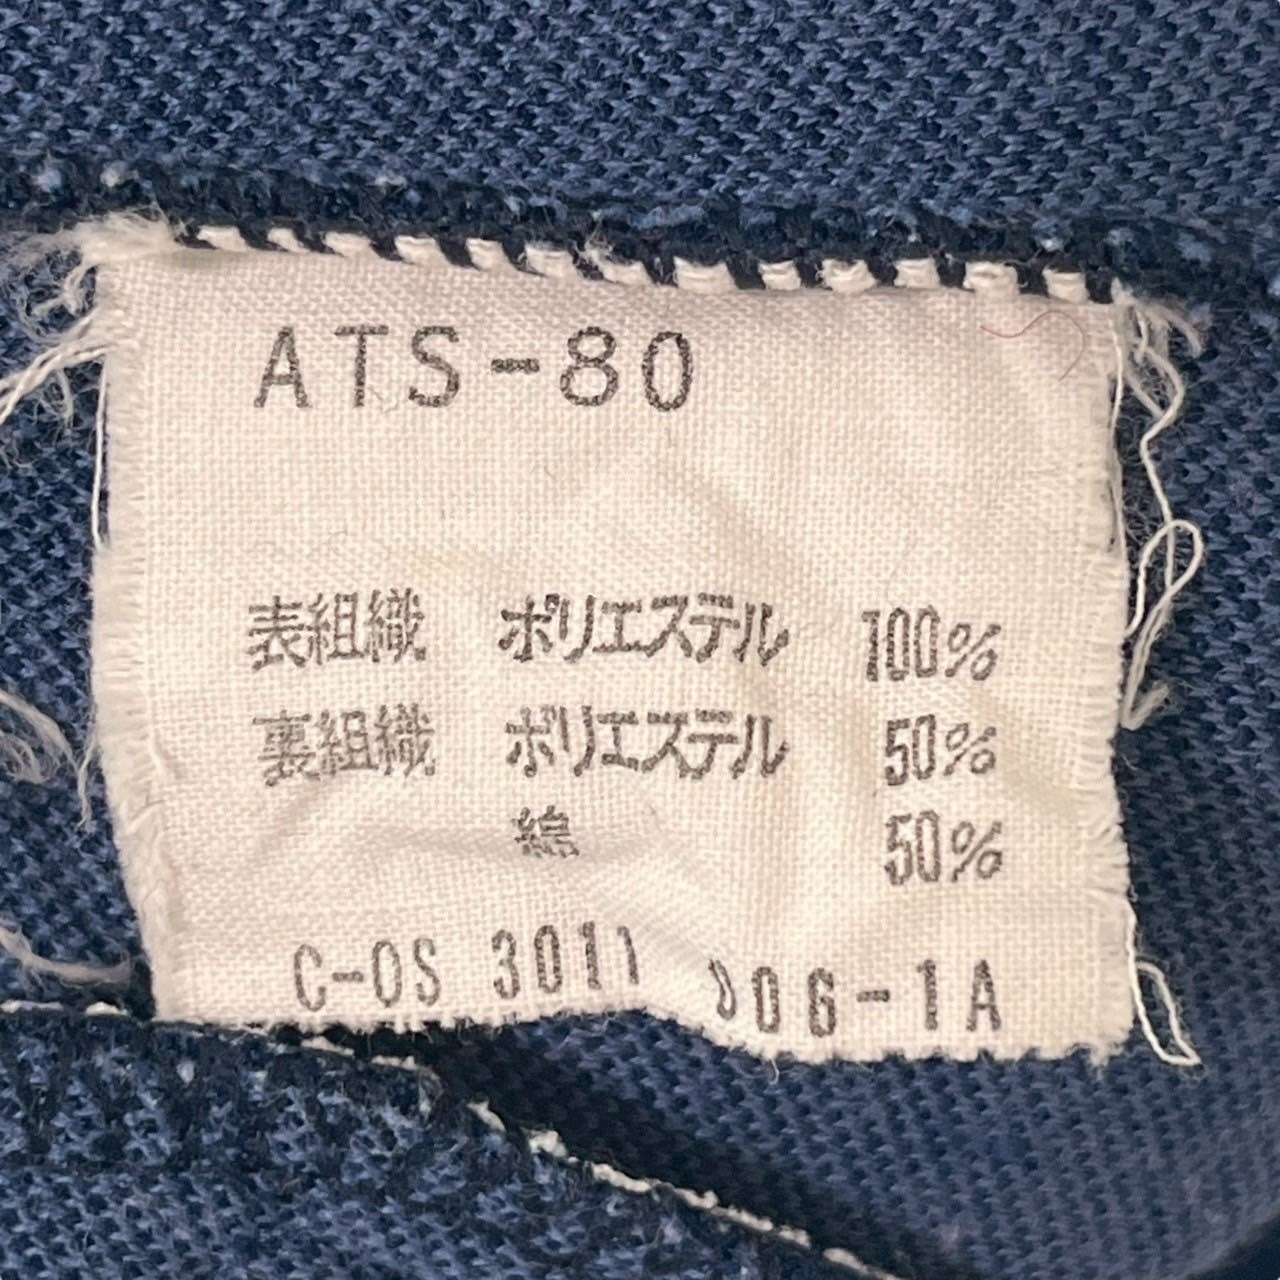 ATS-80
表組織 ポリエステル 100%
裏組織 ポリエステル 50%
綿 50%
C-OS 3011 006-1A